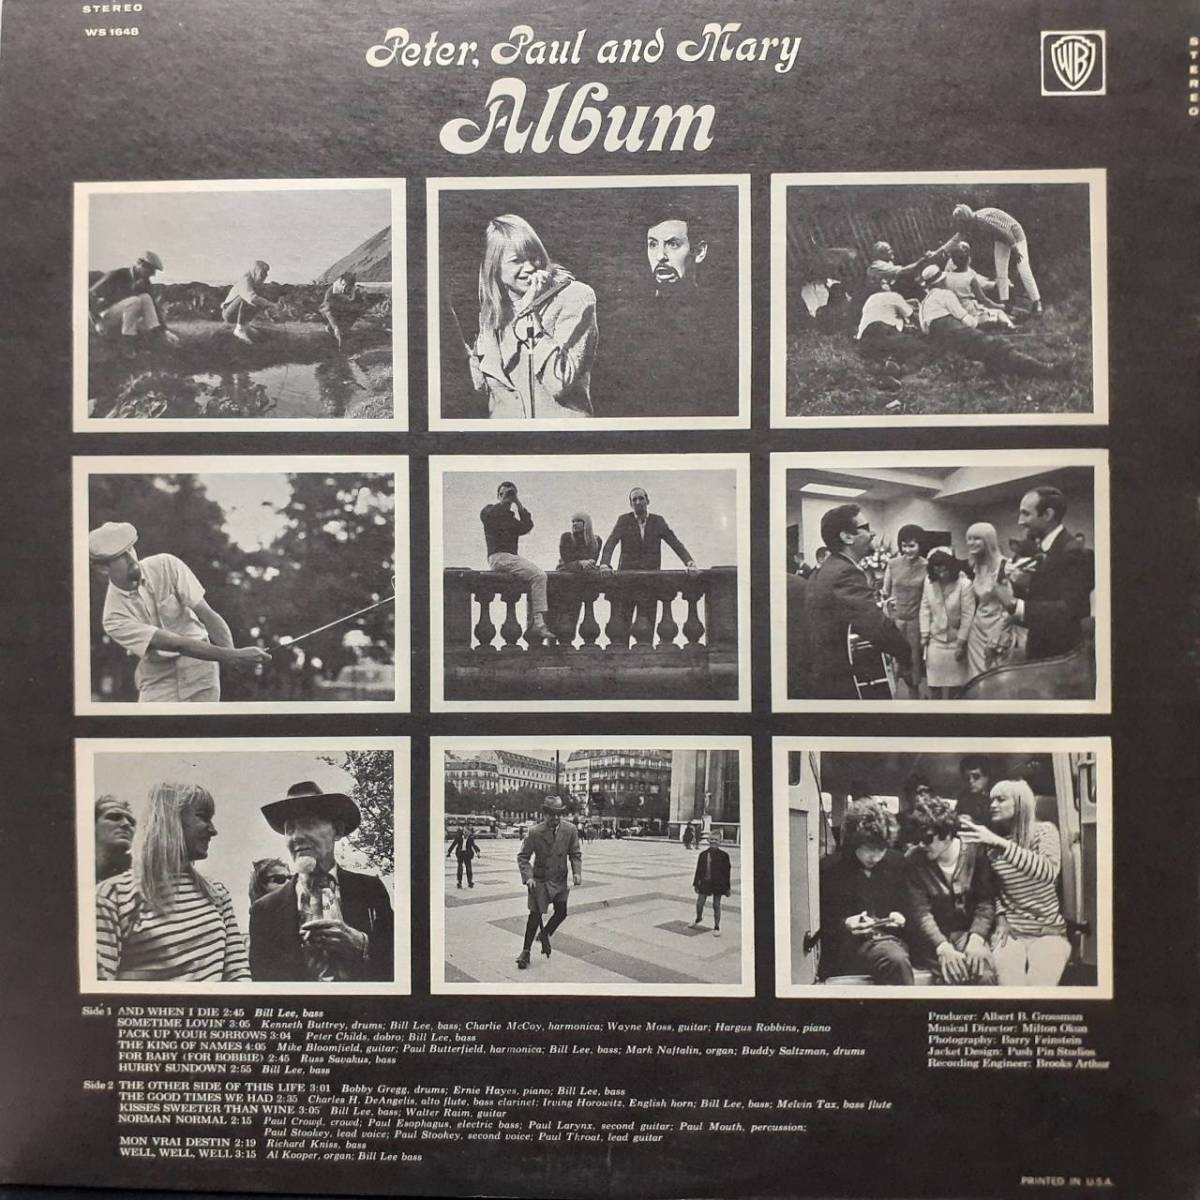 STEREO
WS 1648
Peter, Paul and Mary
Album
WB
STEREO
Side 1 AND WHEN I DIE 2:45 Bill Lee, bass
SOMETIME LOVIN' 3:05 Kenneth Buttrey, drums; Bill Lee, bass; Charlie McCoy, harmonica; Wayne Moss, guitar; Hargus Robbins, piano
PACK UP YOUR SORROWS 3:04 Peter Childs, dobro; Bill Lee, bass
THE KING OF NAMES 4:05 Mike Bloomfield, guitar; Paul Butterfield, harmonica; Bill Lee, bass; Mark Naftalin, organ; Buddy Saltzman, drums
FOR BABY (FOR BOBBIE) 2:45 Russ Savakus, bass
HURRY SUNDOWN 2:55 Bill Lee, bass
Side 2 THE OTHER SIDE OF THIS LIFE 3:01 Bobby Gregg, drums; Ernie Hayes, piano; Bill Lee, bass
THE GOOD TIMES WE HAD 2:35 Charles H. DeAngelis, alto flute, bass clarinet; Irving Horowitz, English horn; Bill Lee, bass; Melvin Tax, bass flute
KISSES SWEETER THAN WINE 3:05 Bill Lee, bass; Walter Raim, guitar
NORMAN NORMAL 2:15 Paul Crowd, crowd; Paul Esophagus, electric bass; Paul Larynx, second guitar; Paul Mouth, percussion;
Paul Stookey, lead voice; Paul Stookey, second voice; Paul Throat, lead guitar
MON VRAI DESTIN 2:19 Richard Kniss, bass
WELL, WELL, WELL 3:15 Al Kooper, organ; Bill Lee bass
Producer: Albert B. Grossman
Musical Director: Milton Okun
Photography: Barry Feinstein
Jacket Design: Push Pin Studios
Recording Engineer: Brooks Arthur
PRINTED IN U.S.A.